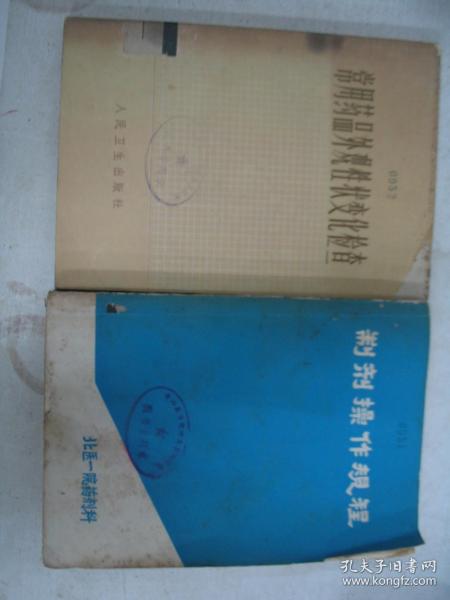 常用药品外观性状变化检查
0952
人民卫生出版社
制剂操作规程
0951
北医一院药剂科
孔夫子旧书网
www.kongfz.com